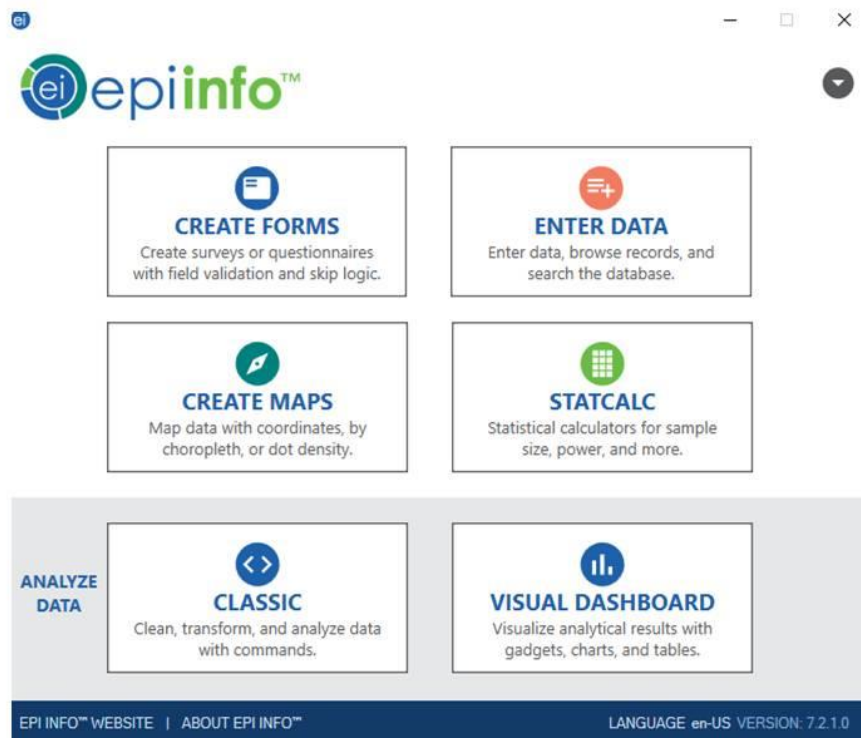 ei
ei epiinfo™
CREATE FORMS
Create surveys or questionnaires
with field validation and skip logic.
ENTER DATA
Enter data, browse records, and
search the database.
CREATE MAPS
Map data with coordinates, by
choropleth, or dot density.
STATCALC
Statistical calculators for sample
size, power, and more.
ANALYZE
DATA
CLASSIC
Clean, transform, and analyze data
with commands.
VISUAL DASHBOARD
Visualize analytical results with
gadgets, charts, and tables.
EPI INFO™ WEBSITE | ABOUT EPI INFO™ LANGUAGE en-US VERSION: 7.2.1.0